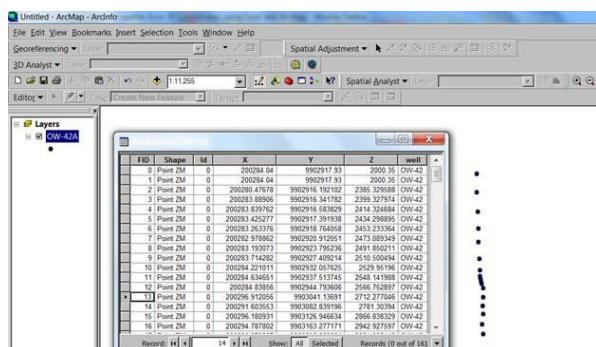 Untitled - ArcMap - ArcInfo
File Edit View Bookmarks Insert Selection Tools Window Help
Georeferencing Layer: Spatial Adjustment
3D Analyst Layer:
1:11,255 Spatial Analyst Layer:
Editor Task: Create New Feature Target:
Layers
OW-42A
FID Shape Id X Y Z well
0 Point ZM 0 200284.04 9902917.93 2000.35 OW-42
1 Point ZM 0 200284.04 9902917.93 2000.35 OW-42
2 Point ZM 0 200280.47678 9902916.192102 2385.329588 OW-42
3 Point ZM 0 200283.88906 9902916.341782 2399.327974 OW-42
4 Point ZM 0 200283.839762 9902916.583829 2414.324684 OW-42
5 Point ZM 0 200283.425277 9902917.391938 2434.298895 OW-42
6 Point ZM 0 200283.263376 9902918.764058 2453.233364 OW-42
7 Point ZM 0 200282.978862 9902920.912051 2473.089349 OW-42
8 Point ZM 0 200283.193073 9902923.795236 2491.850211 OW-42
9 Point ZM 0 200283.714282 9902927.409214 2510.500494 OW-42
10 Point ZM 0 200284.221011 9902932.057625 2529.95196 OW-42
11 Point ZM 0 200284.634651 9902937.513745 2548.141988 OW-42
12 Point ZM 0 200284.83856 9902944.793606 2566.752897 OW-42
13 Point ZM 0 200296.912056 9903041.13691 2712.277046 OW-42
14 Point ZM 0 200291.603553 9903082.839196 2781.30394 OW-42
15 Point ZM 0 200296.180931 9903126.946634 2866.838329 OW-42
16 Point ZM 0 200294.787802 9903163.277171 2942.927597 OW-42
Record: 14 Show: All Selected Records (0 out of 161